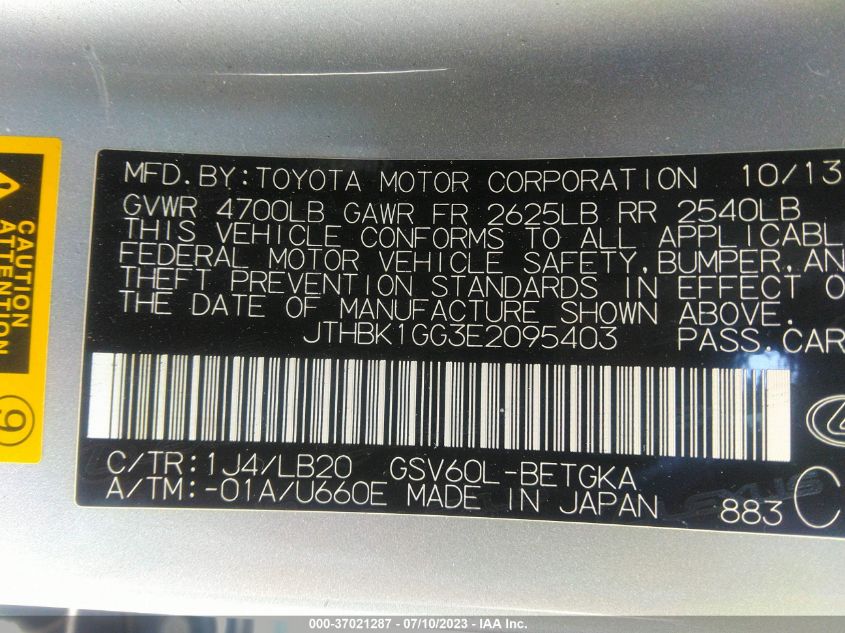 MFD.BY:TOYOTA MOTOR CORPORATION 10/13
GVWR 4700LB GAWR FR 2625LB RR 2540LB
THIS VEHICLE CONFORMS TO ALL APPLICABL
FEDERAL MOTOR VEHICLE SAFETY,BUMPER,AN
THEFT PREVENTION STANDARDS IN EFFECT O
THE DATE OF MANUFACTURE SHOWN ABOVE.
JTHBK1GG3E2095403 PASS.CAR
C/TR:1J4/LB20 GSV60L-BETGKA
A/TM:-01A/U660E MADE IN JAPAN 883 C
CAUTION
ATTENTION
9
000-37021287 - 07/10/2023 - IAA Inc.